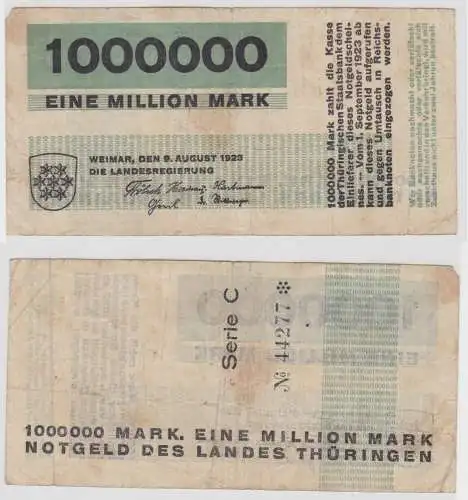 1000000
EINE MILLION MARK
WEIMAR, DEN 9. AUGUST 1923
DIE LANDESREGIERUNG
1000000 Mark zahlt die Kasse
der Thüringischen Staatsbank dem
Einlieferer dieses Notgeldschei-
nes. – Vom 1. September 1923 ab
kann dieses Notgeld aufgerufen
und gegen Umtausch in Reichs-
banknoten eingezogen werden.
Serie C
№ 44277 *
1000000 MARK. EINE MILLION MARK
NOTGELD DES LANDES THÜRINGEN